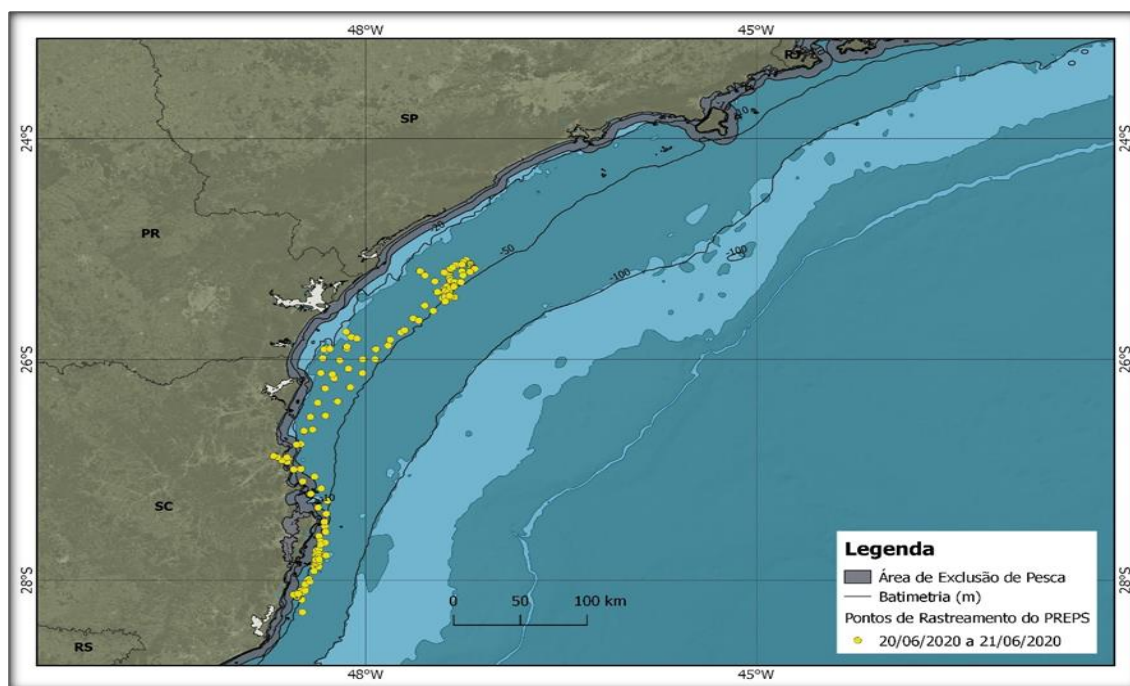 48°W
45°W
RJ
SP
24°S
24°S
-20
-50
PR
-100
-100
26°S
26°S
SC
28°S
28°S
0
50
100 km
RS
48°W
45°W
Legenda
Área de Exclusão de Pesca
Batimetria (m)
Pontos de Rastreamento do PREPS
20/06/2020 a 21/06/2020